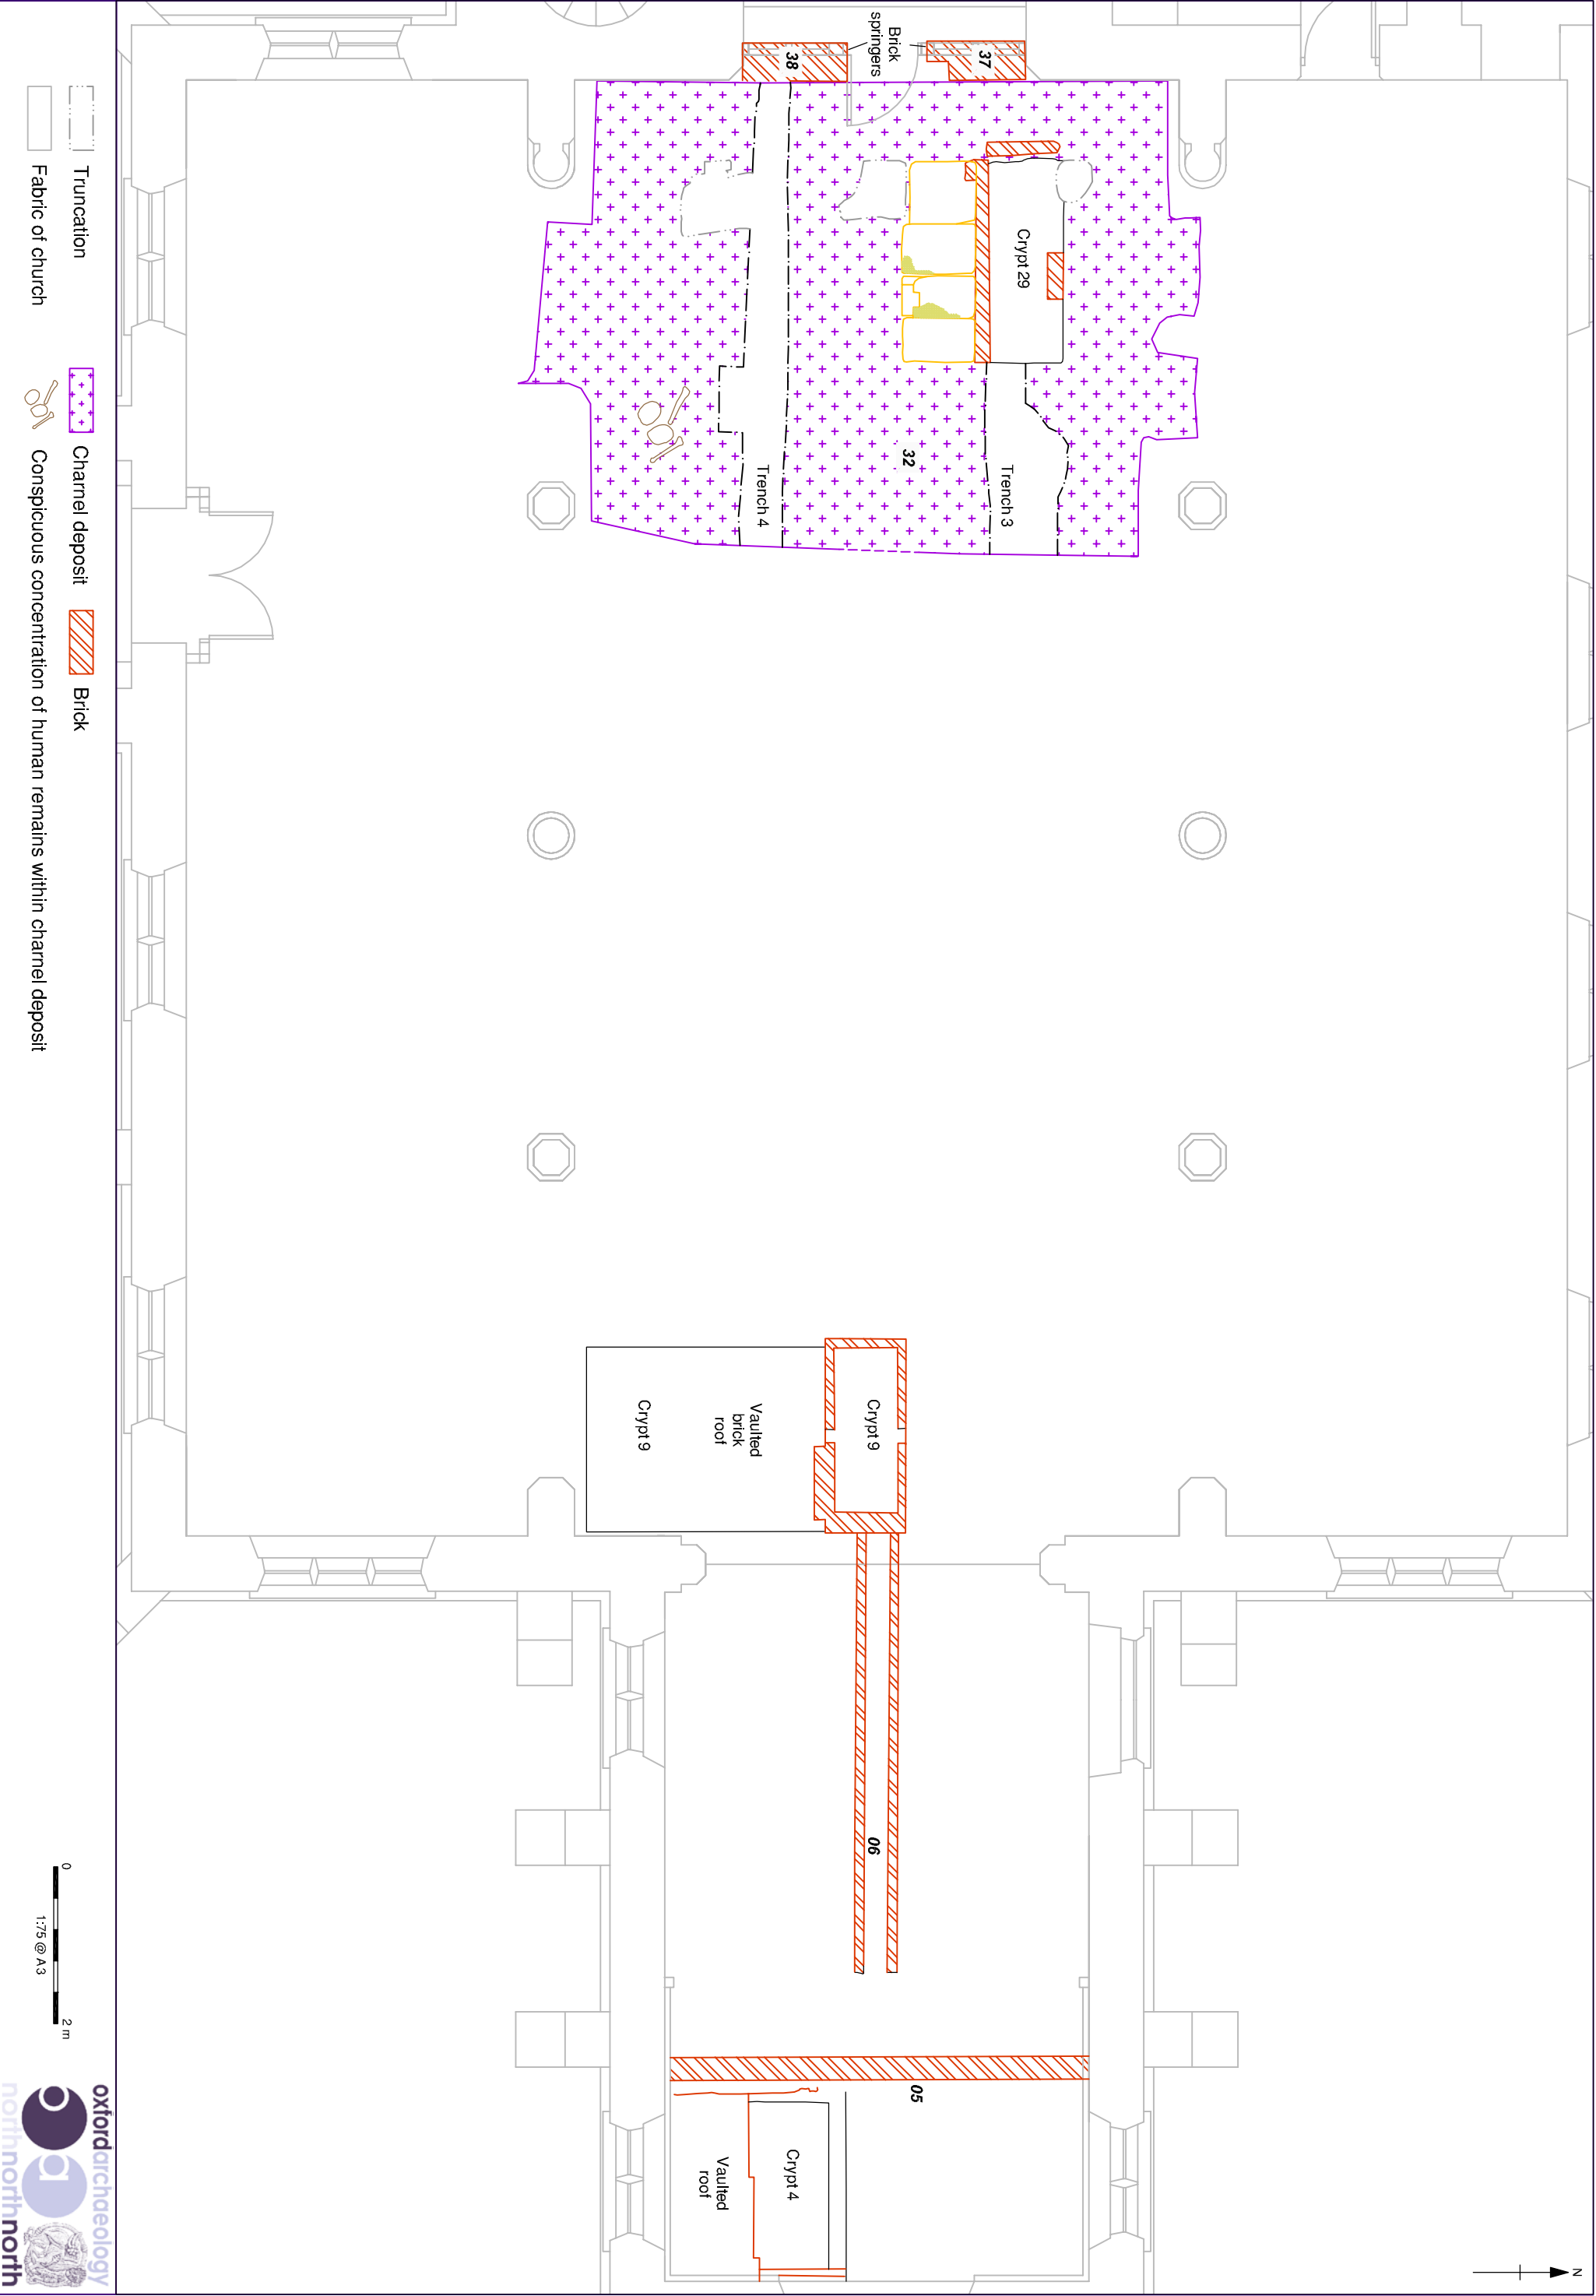 N
37
Brick
springers
38
Crypt 29
32
Trench 3
Trench 4
Crypt 9
Vaulted
brick
roof
Crypt 9
06
05
Crypt 4
Vaulted
roof
Truncation
Charnel deposit
Brick
Fabric of church
Conspicuous concentration of human remains within charnel deposit
0
2 m
1:75 @ A3
oxfordarchaeology
northnorthnorth